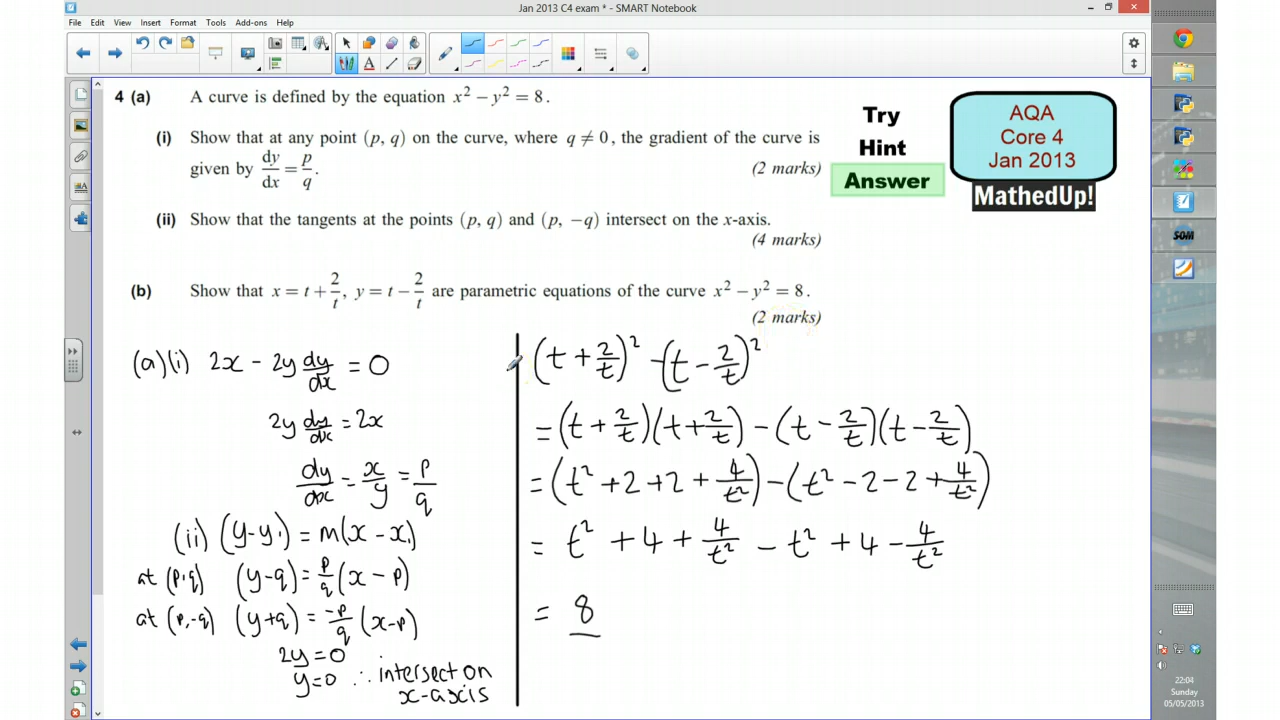 Jan 2013 C4 exam * - SMART Notebook
File Edit View Insert Format Tools Add-ons Help
4 (a) A curve is defined by the equation x² − y² = 8.
(i) Show that at any point (p, q) on the curve, where q ≠ 0, the gradient of the curve is
given by dy/dx = p/q.
(2 marks)
(ii) Show that the tangents at the points (p, q) and (p, −q) intersect on the x-axis.
(4 marks)
(b) Show that x = t + 2/t, y = t − 2/t are parametric equations of the curve x² − y² = 8.
(2 marks)
Try
Hint
Answer
AQA
Core 4
Jan 2013
MathedUp!
(a)(i) 2x − 2y dy/dx = 0
2y dy/dx = 2x
dy/dx = x/y = p/q
(ii) (y−y₁) = m(x − x₁)
at (p,q) (y−q) = p/q (x − p)
at (p,−q) (y+q) = −p/q (x−p)
2y = 0
y=0 ∴ intersect on
x-axis
(t + 2/t)² − (t − 2/t)²
= (t + 2/t)(t + 2/t) − (t − 2/t)(t − 2/t)
= (t² + 2 + 2 + 4/t²) − (t² − 2 − 2 + 4/t²)
= t² + 4 + 4/t² − t² + 4 − 4/t²
= 8
SOM
22:04
Sunday
05/05/2013